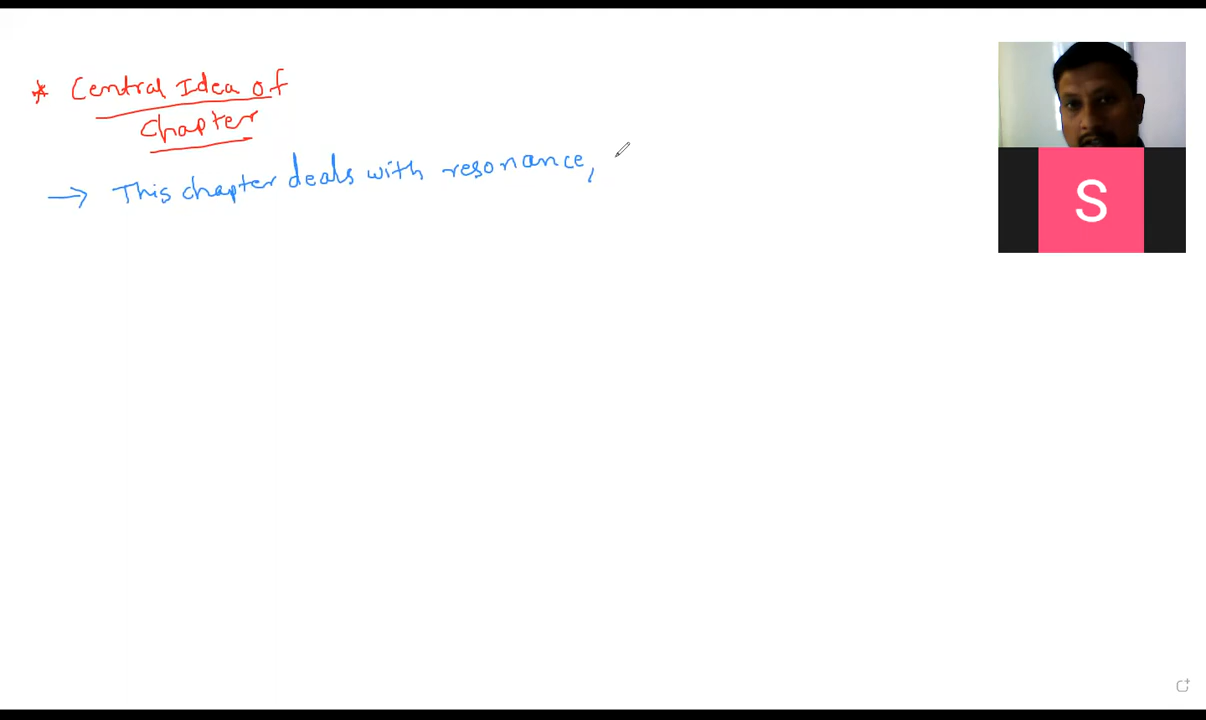 * Central Idea of
Chapter
→ This chapter deals with resonance,
S